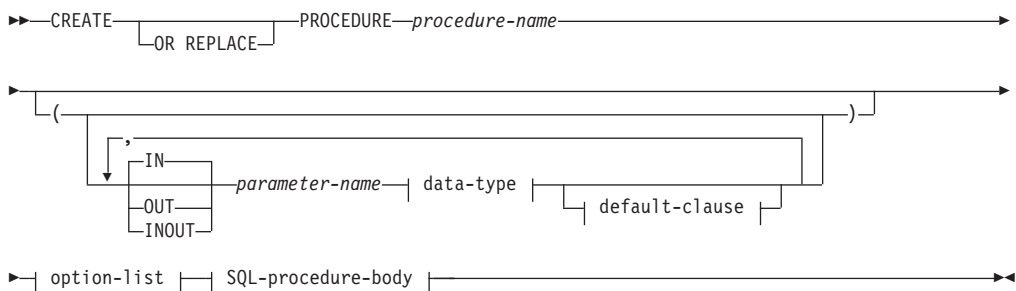 CREATE PROCEDURE procedure-name
OR REPLACE
( )
,
IN
parameter-name data-type
OUT default-clause
INOUT
option-list SQL-procedure-body